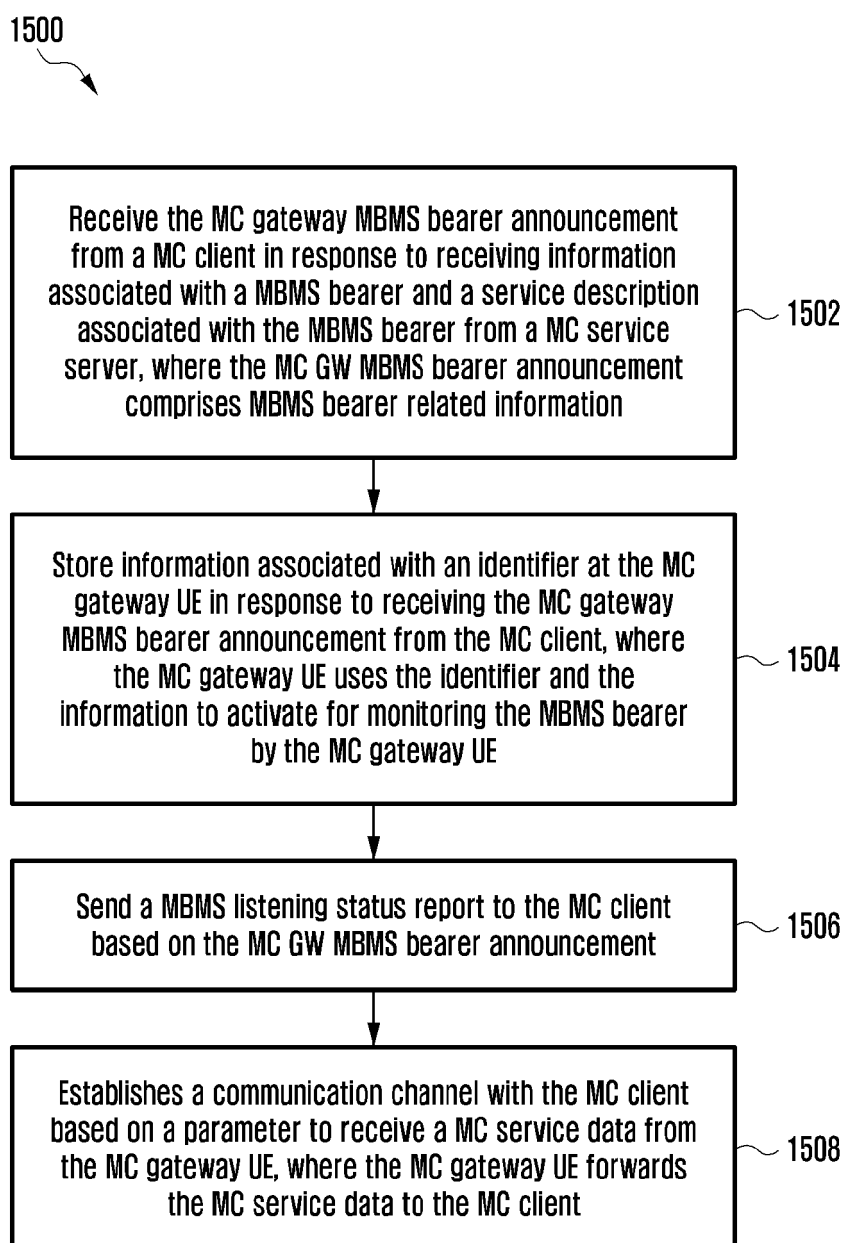 1500
Receive the MC gateway MBMS bearer announcement
from a MC client in response to receiving information
associated with a MBMS bearer and a service description
associated with the MBMS bearer from a MC service
server, where the MC GW MBMS bearer announcement
comprises MBMS bearer related information
1502
Store information associated with an identifier at the MC
gateway UE in response to receiving the MC gateway
MBMS bearer announcement from the MC client, where
the MC gateway UE uses the identifier and the
information to activate for monitoring the MBMS bearer
by the MC gateway UE
1504
Send a MBMS listening status report to the MC client
based on the MC GW MBMS bearer announcement
1506
Establishes a communication channel with the MC client
based on a parameter to receive a MC service data from
the MC gateway UE, where the MC gateway UE forwards
the MC service data to the MC client
1508